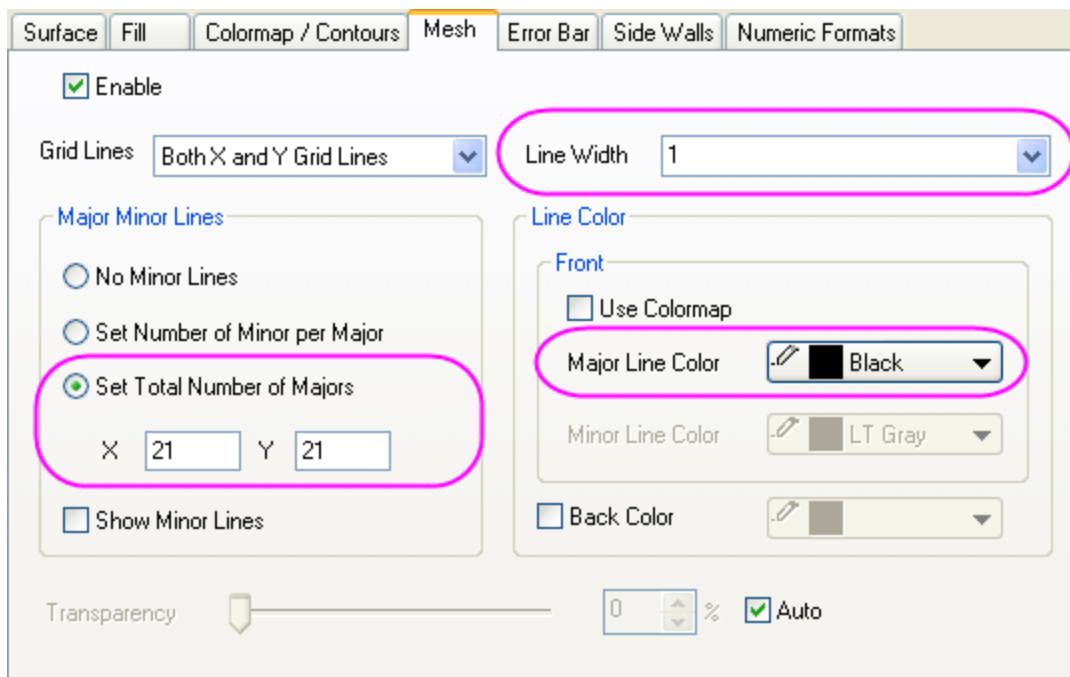 Surface Fill Colormap / Contours Mesh Error Bar Side Walls Numeric Formats
Enable
Grid Lines Both X and Y Grid Lines Line Width 1
Major Minor Lines
No Minor Lines
Set Number of Minor per Major
Set Total Number of Majors
X 21 Y 21
Show Minor Lines
Line Color
Front
Use Colormap
Major Line Color Black
Minor Line Color LT Gray
Back Color
Transparency 0 % Auto